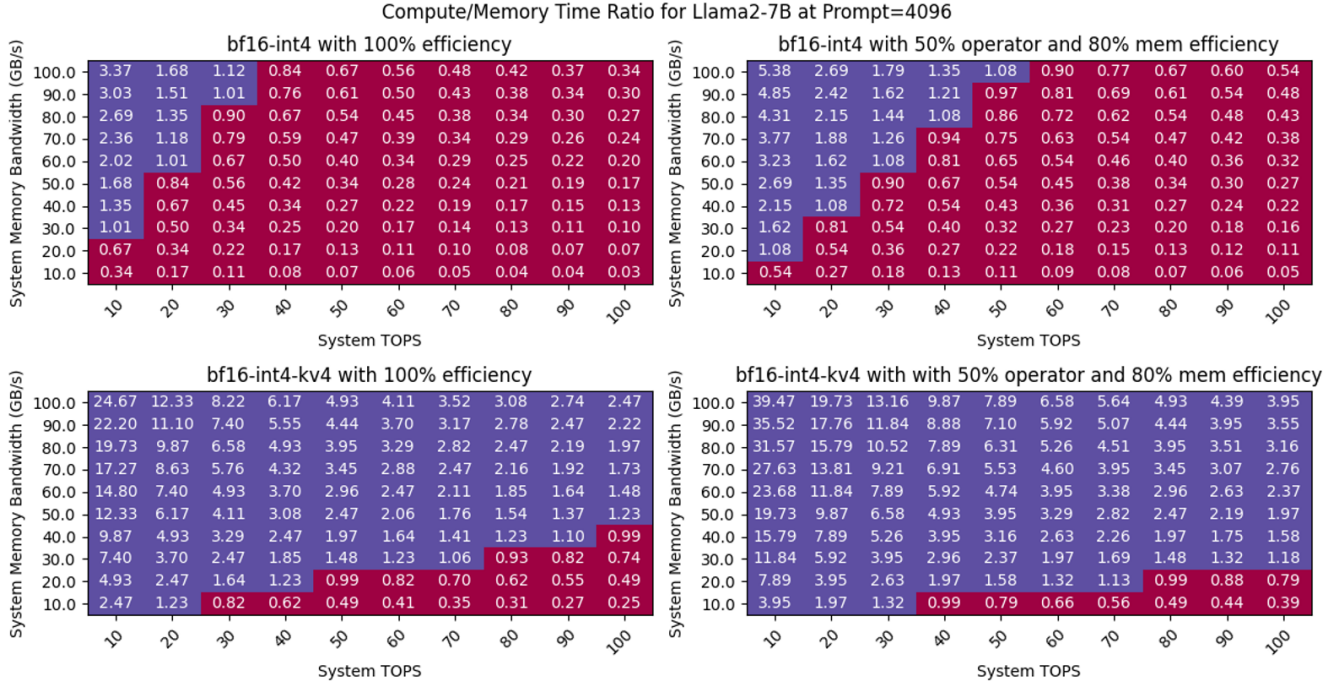 Compute/Memory Time Ratio for Llama2-7B at Prompt=4096
bf16-int4 with 100% efficiency
System Memory Bandwidth (GB/s)
100.0 3.37 1.68 1.12 0.84 0.67 0.56 0.48 0.42 0.37 0.34
90.0 3.03 1.51 1.01 0.76 0.61 0.50 0.43 0.38 0.34 0.30
80.0 2.69 1.35 0.90 0.67 0.54 0.45 0.38 0.34 0.30 0.27
70.0 2.36 1.18 0.79 0.59 0.47 0.39 0.34 0.29 0.26 0.24
60.0 2.02 1.01 0.67 0.50 0.40 0.34 0.29 0.25 0.22 0.20
50.0 1.68 0.84 0.56 0.42 0.34 0.28 0.24 0.21 0.19 0.17
40.0 1.35 0.67 0.45 0.34 0.27 0.22 0.19 0.17 0.15 0.13
30.0 1.01 0.50 0.34 0.25 0.20 0.17 0.14 0.13 0.11 0.10
20.0 0.67 0.34 0.22 0.17 0.13 0.11 0.10 0.08 0.07 0.07
10.0 0.34 0.17 0.11 0.08 0.07 0.06 0.05 0.04 0.04 0.03
10 20 30 40 50 60 70 80 90 100
System TOPS
bf16-int4 with 50% operator and 80% mem efficiency
System Memory Bandwidth (GB/s)
100.0 5.38 2.69 1.79 1.35 1.08 0.90 0.77 0.67 0.60 0.54
90.0 4.85 2.42 1.62 1.21 0.97 0.81 0.69 0.61 0.54 0.48
80.0 4.31 2.15 1.44 1.08 0.86 0.72 0.62 0.54 0.48 0.43
70.0 3.77 1.88 1.26 0.94 0.75 0.63 0.54 0.47 0.42 0.38
60.0 3.23 1.62 1.08 0.81 0.65 0.54 0.46 0.40 0.36 0.32
50.0 2.69 1.35 0.90 0.67 0.54 0.45 0.38 0.34 0.30 0.27
40.0 2.15 1.08 0.72 0.54 0.43 0.36 0.31 0.27 0.24 0.22
30.0 1.62 0.81 0.54 0.40 0.32 0.27 0.23 0.20 0.18 0.16
20.0 1.08 0.54 0.36 0.27 0.22 0.18 0.15 0.13 0.12 0.11
10.0 0.54 0.27 0.18 0.13 0.11 0.09 0.08 0.07 0.06 0.05
10 20 30 40 50 60 70 80 90 100
System TOPS
bf16-int4-kv4 with 100% efficiency
System Memory Bandwidth (GB/s)
100.0 24.67 12.33 8.22 6.17 4.93 4.11 3.52 3.08 2.74 2.47
90.0 22.20 11.10 7.40 5.55 4.44 3.70 3.17 2.78 2.47 2.22
80.0 19.73 9.87 6.58 4.93 3.95 3.29 2.82 2.47 2.19 1.97
70.0 17.27 8.63 5.76 4.32 3.45 2.88 2.47 2.16 1.92 1.73
60.0 14.80 7.40 4.93 3.70 2.96 2.47 2.11 1.85 1.64 1.48
50.0 12.33 6.17 4.11 3.08 2.47 2.06 1.76 1.54 1.37 1.23
40.0 9.87 4.93 3.29 2.47 1.97 1.64 1.41 1.23 1.10 0.99
30.0 7.40 3.70 2.47 1.85 1.48 1.23 1.06 0.93 0.82 0.74
20.0 4.93 2.47 1.64 1.23 0.99 0.82 0.70 0.62 0.55 0.49
10.0 2.47 1.23 0.82 0.62 0.49 0.41 0.35 0.31 0.27 0.25
10 20 30 40 50 60 70 80 90 100
System TOPS
bf16-int4-kv4 with with 50% operator and 80% mem efficiency
System Memory Bandwidth (GB/s)
100.0 39.47 19.73 13.16 9.87 7.89 6.58 5.64 4.93 4.39 3.95
90.0 35.52 17.76 11.84 8.88 7.10 5.92 5.07 4.44 3.95 3.55
80.0 31.57 15.79 10.52 7.89 6.31 5.26 4.51 3.95 3.51 3.16
70.0 27.63 13.81 9.21 6.91 5.53 4.60 3.95 3.45 3.07 2.76
60.0 23.68 11.84 7.89 5.92 4.74 3.95 3.38 2.96 2.63 2.37
50.0 19.73 9.87 6.58 4.93 3.95 3.29 2.82 2.47 2.19 1.97
40.0 15.79 7.89 5.26 3.95 3.16 2.63 2.26 1.97 1.75 1.58
30.0 11.84 5.92 3.95 2.96 2.37 1.97 1.69 1.48 1.32 1.18
20.0 7.89 3.95 2.63 1.97 1.58 1.32 1.13 0.99 0.88 0.79
10.0 3.95 1.97 1.32 0.99 0.79 0.66 0.56 0.49 0.44 0.39
10 20 30 40 50 60 70 80 90 100
System TOPS